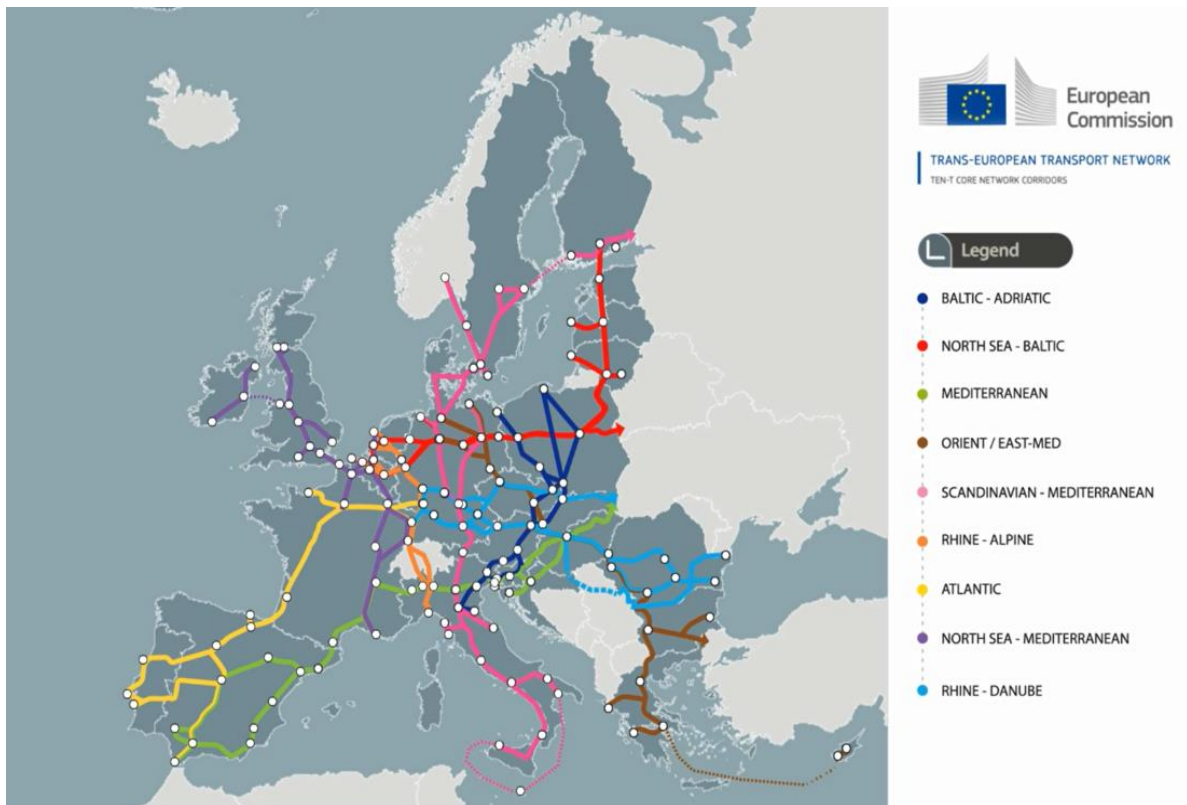 European
Commission
TRANS-EUROPEAN TRANSPORT NETWORK
TEN-T CORE NETWORK CORRIDORS
Legend
BALTIC - ADRIATIC
NORTH SEA - BALTIC
MEDITERRANEAN
ORIENT / EAST-MED
SCANDINAVIAN - MEDITERRANEAN
RHINE - ALPINE
ATLANTIC
NORTH SEA - MEDITERRANEAN
RHINE - DANUBE